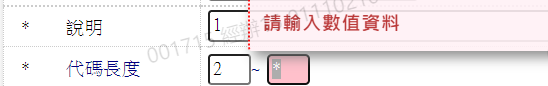 * 說明 1 請輸入數值資料
* 代碼長度 2 ~ *